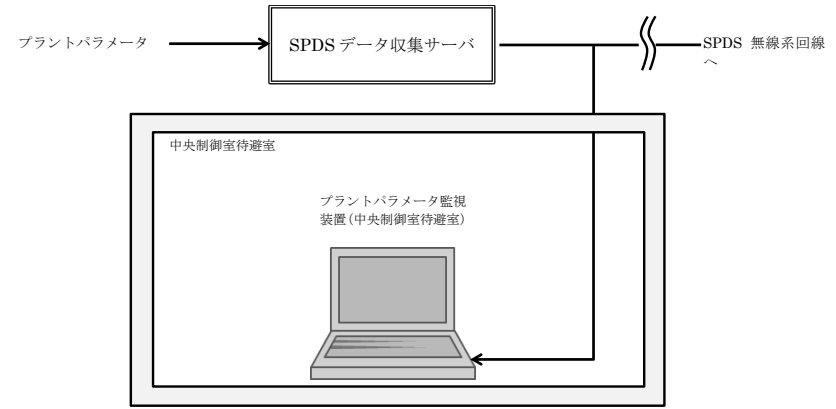 プラントパラメータ
SPDS データ収集サーバ
SPDS 無線系回線
へ
中央制御室待避室
プラントパラメータ監視
装置(中央制御室待避室)